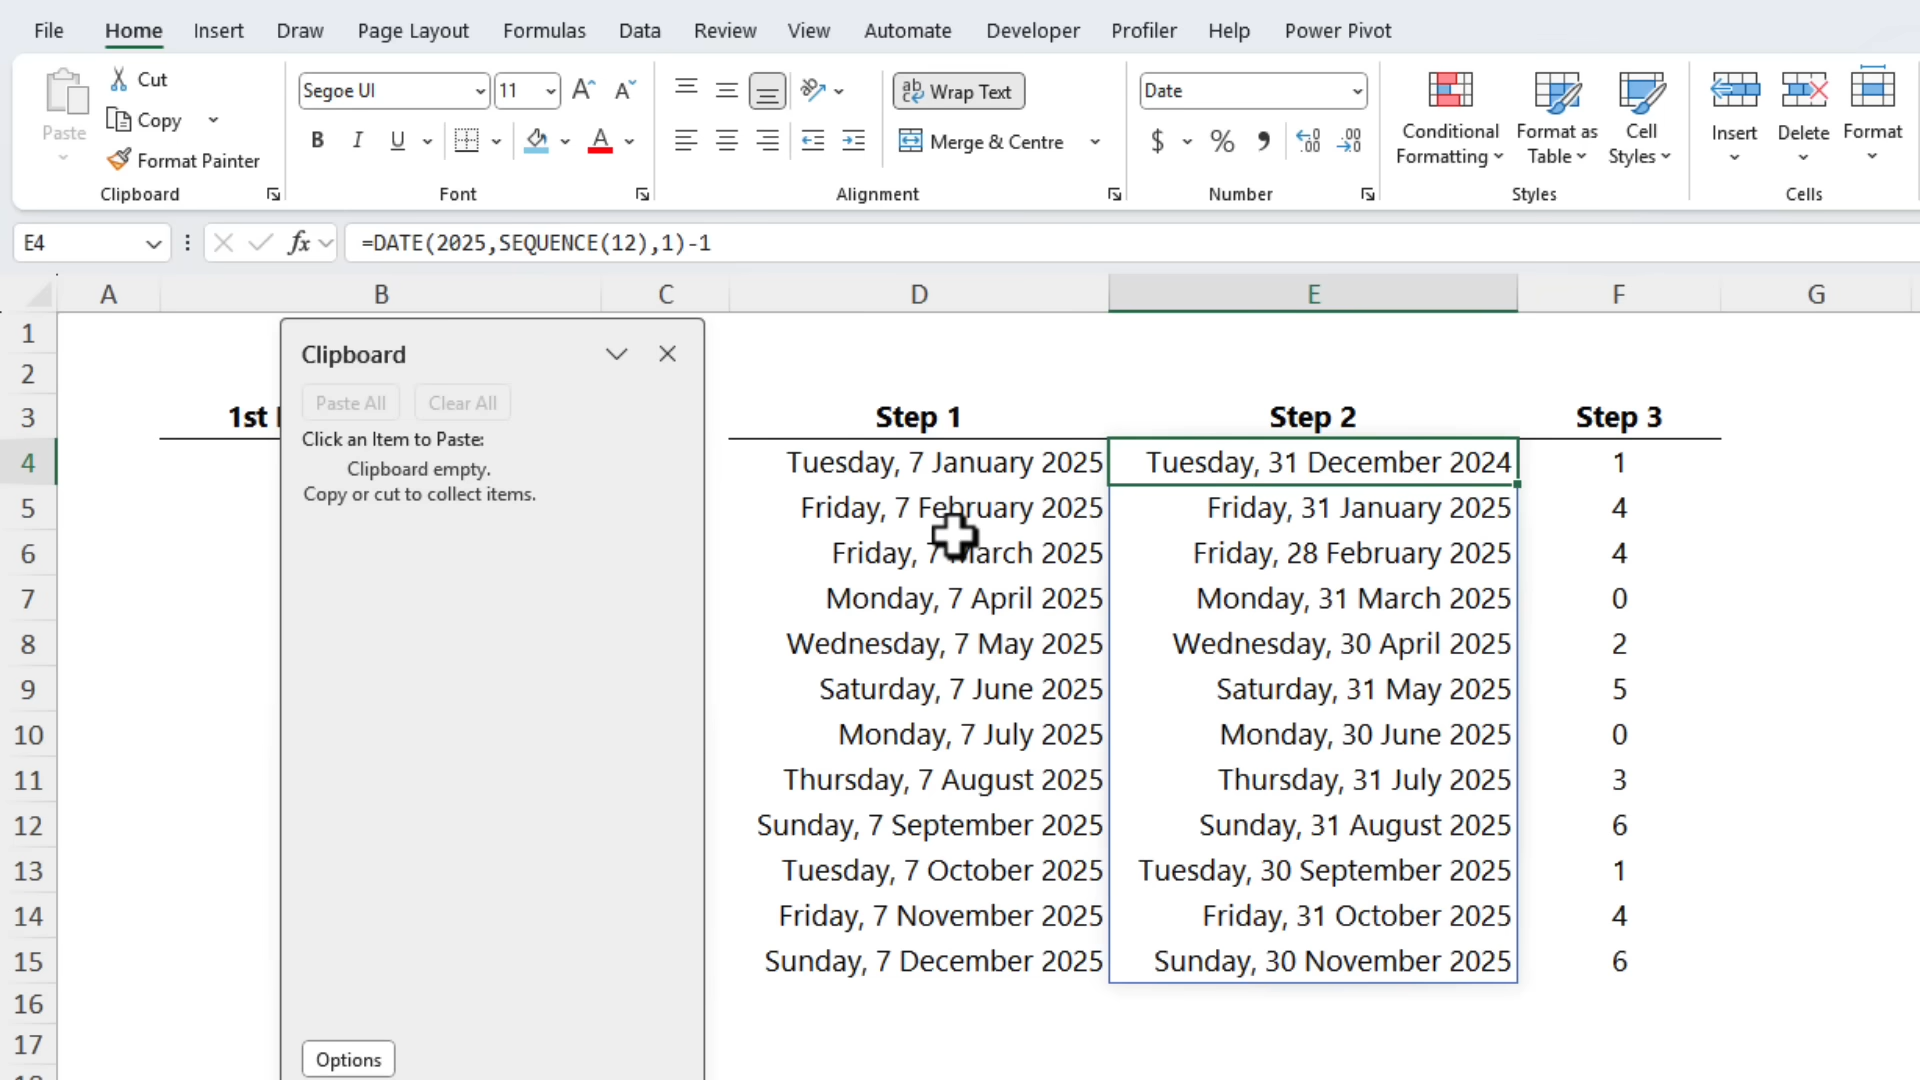 File Home Insert Draw Page Layout Formulas Data Review View Automate Developer Profiler Help Power Pivot
Paste
Cut
Copy
Format Painter
Clipboard
Segoe UI 11
B I U A
Font
Wrap Text
Merge & Centre
Alignment
Date
$ % 9 .00
Number
Conditional Formatting
Format as Table
Cell Styles
Styles
Insert Delete Format
Cells
E4 fx =DATE(2025,SEQUENCE(12),1)-1
A B C D E F G
1
2
3 1st Step 1 Step 2 Step 3
4 Tuesday, 7 January 2025 Tuesday, 31 December 2024 1
5 Friday, 7 February 2025 Friday, 31 January 2025 4
6 Friday, 7 March 2025 Friday, 28 February 2025 4
7 Monday, 7 April 2025 Monday, 31 March 2025 0
8 Wednesday, 7 May 2025 Wednesday, 30 April 2025 2
9 Saturday, 7 June 2025 Saturday, 31 May 2025 5
10 Monday, 7 July 2025 Monday, 30 June 2025 0
11 Thursday, 7 August 2025 Thursday, 31 July 2025 3
12 Sunday, 7 September 2025 Sunday, 31 August 2025 6
13 Tuesday, 7 October 2025 Tuesday, 30 September 2025 1
14 Friday, 7 November 2025 Friday, 31 October 2025 4
15 Sunday, 7 December 2025 Sunday, 30 November 2025 6
16
17
Clipboard
Paste All Clear All
Click an Item to Paste:
Clipboard empty.
Copy or cut to collect items.
Options